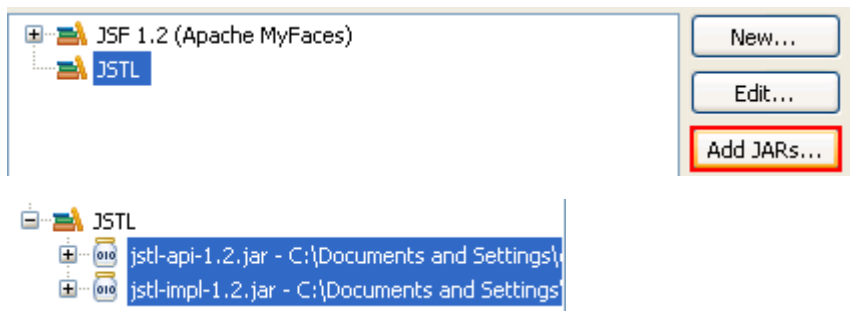 JSF 1.2 (Apache MyFaces)
New...
JSTL
Edit...
Add JARs...
JSTL
jstl-api-1.2.jar - C:\Documents and Settings\
jstl-impl-1.2.jar - C:\Documents and Settings